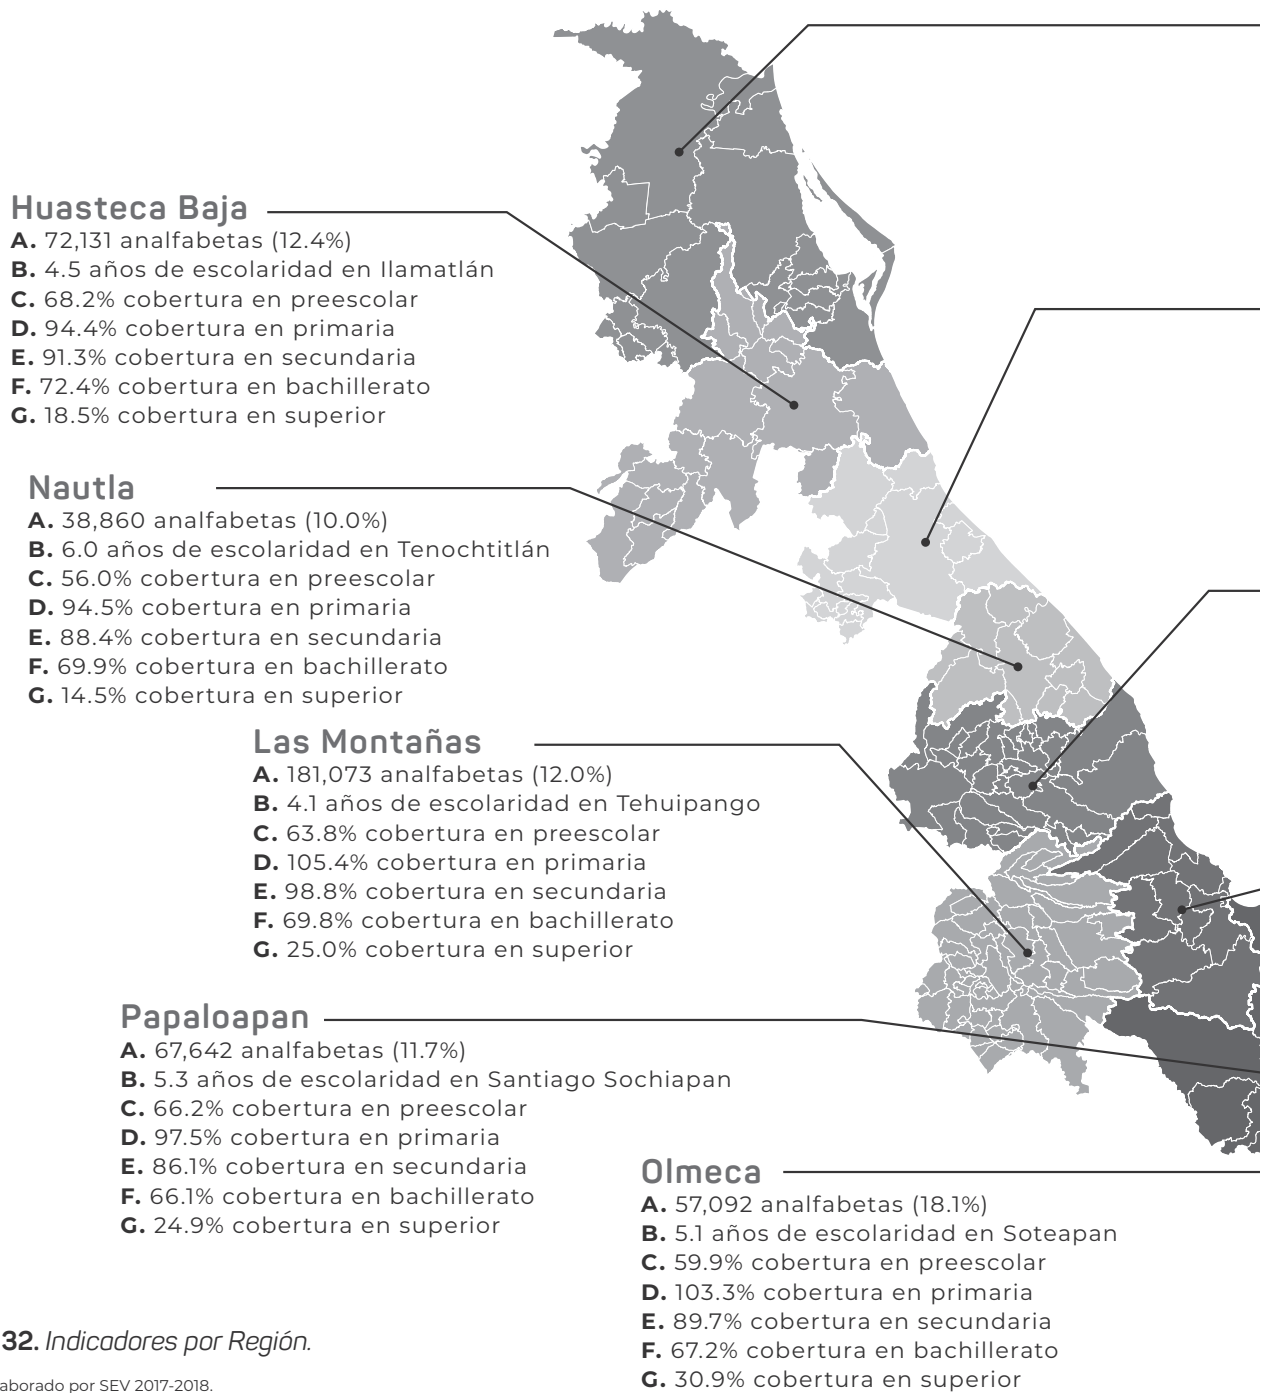 Huasteca Baja
A. 72,131 analfabetas (12.4%)
B. 4.5 años de escolaridad en Ilamatlán
C. 68.2% cobertura en preescolar
D. 94.4% cobertura en primaria
E. 91.3% cobertura en secundaria
F. 72.4% cobertura en bachillerato
G. 18.5% cobertura en superior
Nautla
A. 38,860 analfabetas (10.0%)
B. 6.0 años de escolaridad en Tenochtitlán
C. 56.0% cobertura en preescolar
D. 94.5% cobertura en primaria
E. 88.4% cobertura en secundaria
F. 69.9% cobertura en bachillerato
G. 14.5% cobertura en superior
Las Montañas
A. 181,073 analfabetas (12.0%)
B. 4.1 años de escolaridad en Tehuipango
C. 63.8% cobertura en preescolar
D. 105.4% cobertura en primaria
E. 98.8% cobertura en secundaria
F. 69.8% cobertura en bachillerato
G. 25.0% cobertura en superior
Papaloapan
A. 67,642 analfabetas (11.7%)
B. 5.3 años de escolaridad en Santiago Sochiapan
C. 66.2% cobertura en preescolar
D. 97.5% cobertura en primaria
E. 86.1% cobertura en secundaria
F. 66.1% cobertura en bachillerato
G. 24.9% cobertura en superior
Olmeca
A. 57,092 analfabetas (18.1%)
B. 5.1 años de escolaridad en Soteapan
C. 59.9% cobertura en preescolar
D. 103.3% cobertura en primaria
E. 89.7% cobertura en secundaria
F. 67.2% cobertura en bachillerato
G. 30.9% cobertura en superior
32. Indicadores por Región.
aborado por SEV 2017-2018.